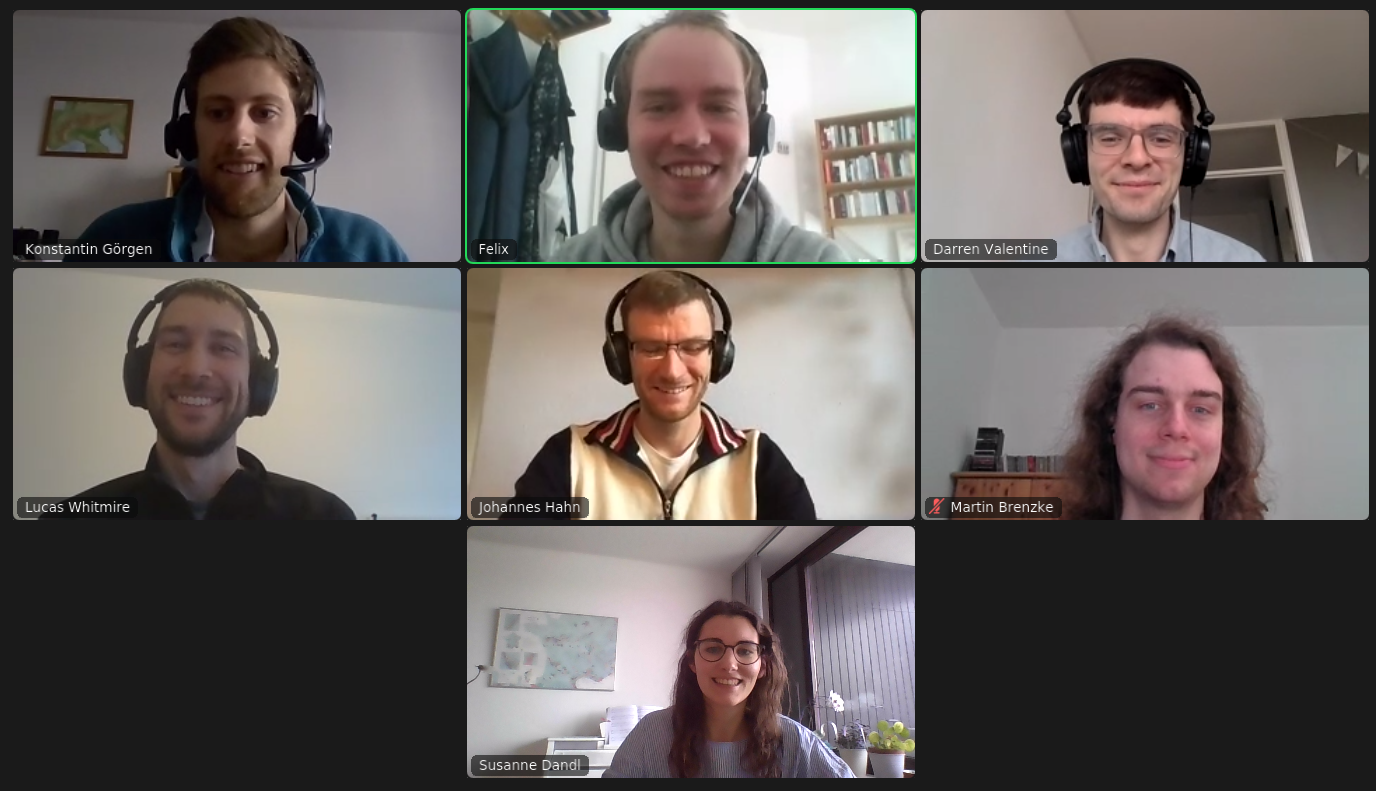 Konstantin Görgen
Felix
Darren Valentine
Lucas Whitmire
Johannes Hahn
Martin Brenzke
Susanne Dandl